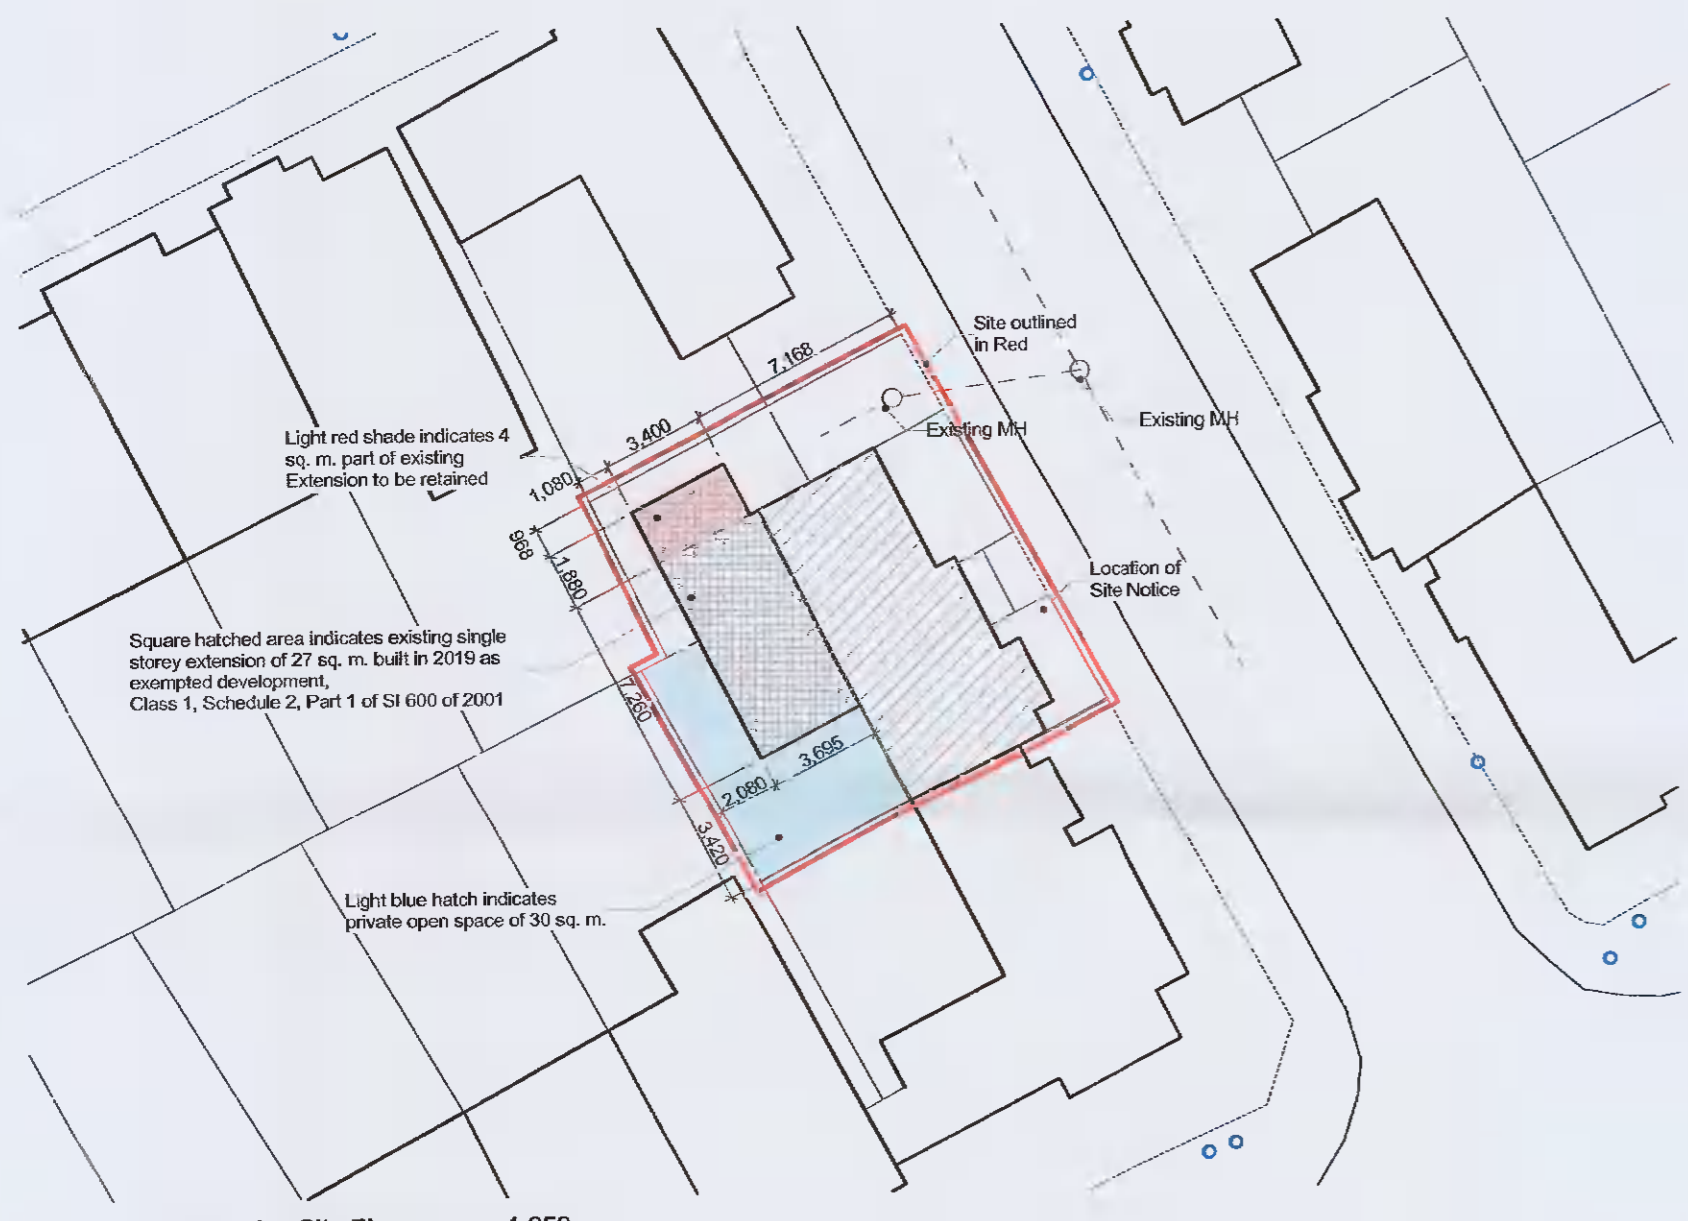 Site outlined
in Red
7,168
Existing MH
Existing MH
3,400
Light red shade indicates 4
sq. m. part of existing
Extension to be retained
1,080
968
1,880
Location of
Site Notice
Square hatched area indicates existing single
storey extension of 27 sq. m. built in 2019 as
exempted development,
Class 1, Schedule 2, Part 1 of SI 600 of 2001
7,260
3,695
2,080
3,420
Light blue hatch indicates
private open space of 30 sq. m.